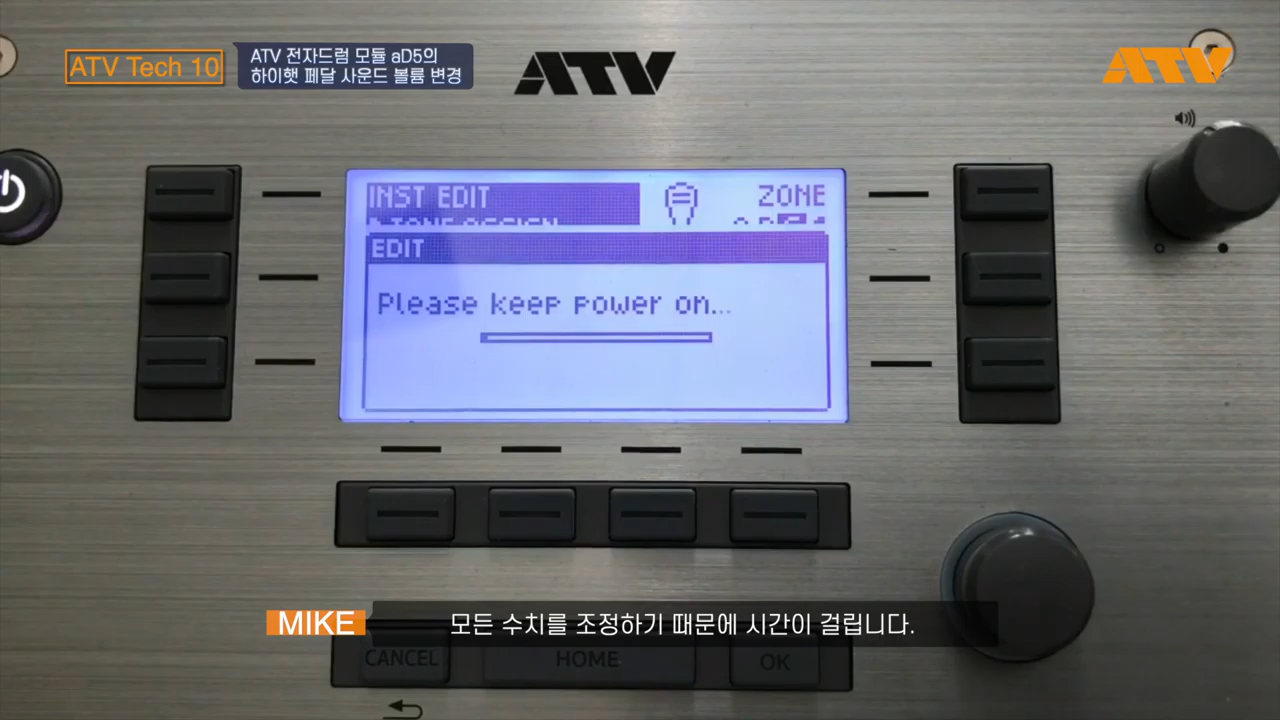 ATV Tech 10
ATV 전자드럼 모듈 aD5의
하이햇 페달 사운드 볼륨 변경
ATV
ATV
INST EDIT
ZONE
ZONE DESIGN
EDIT
Please keep power on...
MIKE
모든 수치를 조정하기 때문에 시간이 걸립니다.
CANCEL
HOME
OK